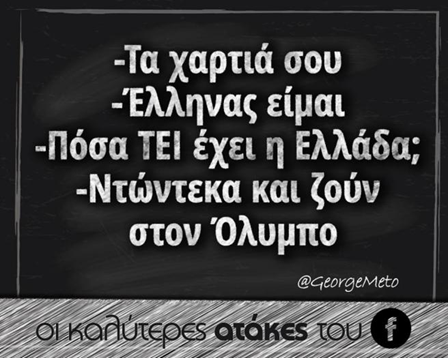 -Τα χαρτιά σου
-Έλληνας είμαι
-Πόσα ΤΕΙ έχει η Ελλάδα;
-Ντώντεκα και ζούν
στον Όλυμπο
@GeorgeMeto
οι καλύτερες ατάκες του f